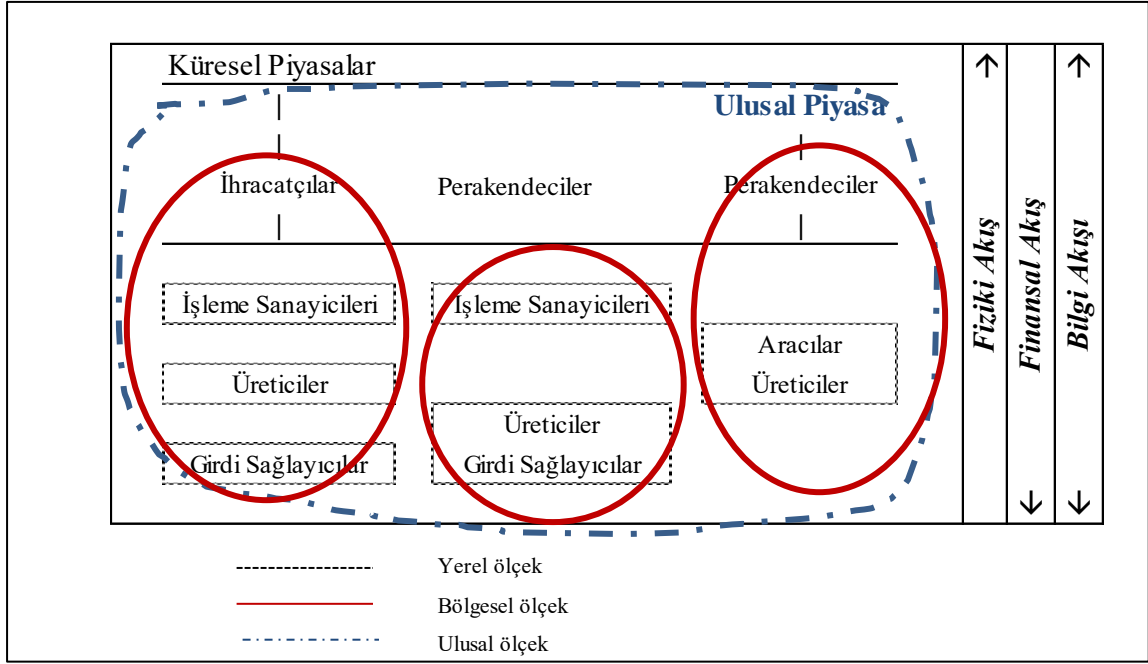 Küresel Piyasalar
Ulusal Piyasa
İhracatçılar
Perakendeciler
Perakendeciler
İşleme Sanayicileri
İşleme Sanayicileri
Aracılar
Üreticiler
Üreticiler
Üreticiler
Girdi Sağlayıcılar
Girdi Sağlayıcılar
Fiziki Akış
Finansal Akış
Bilgi Akışı
Yerel ölçek
Bölgesel ölçek
Ulusal ölçek